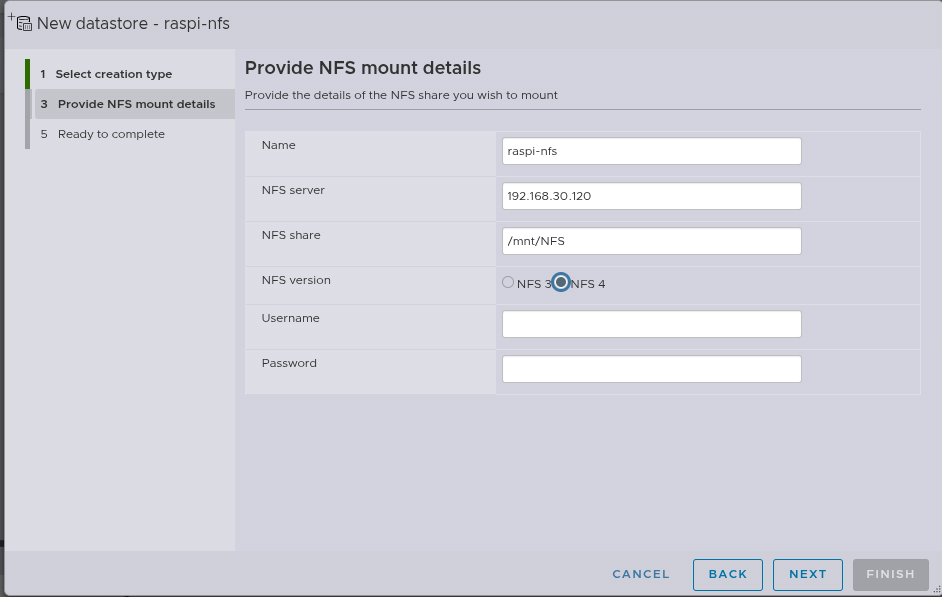 New datastore - raspi-nfs
1 Select creation type
3 Provide NFS mount details
5 Ready to complete
Provide NFS mount details
Provide the details of the NFS share you wish to mount
Name
raspi-nfs
NFS server
192.168.30.120
NFS share
/mnt/NFS
NFS version
NFS 3 NFS 4
Username
Password
CANCEL BACK NEXT FINISH